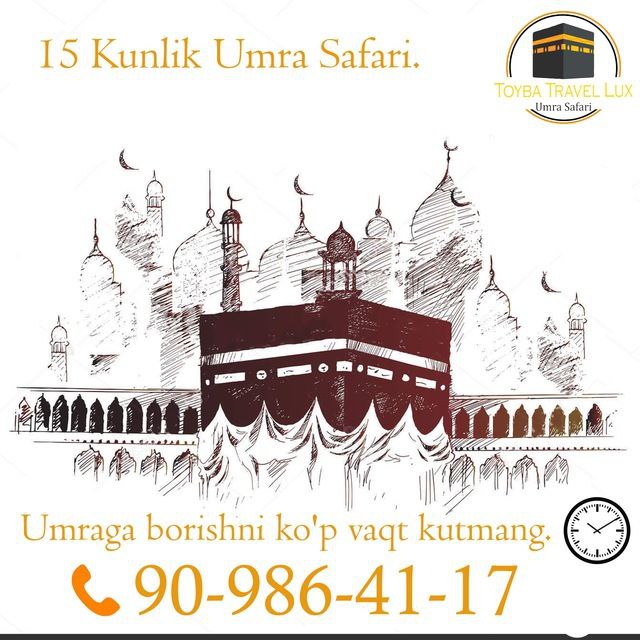 15 Kunlik Umra Safari.
TOYBA TRAVEL LUX
Umra Safari
Umraga borishni ko'p vaqt kutmang.
90-986-41-17